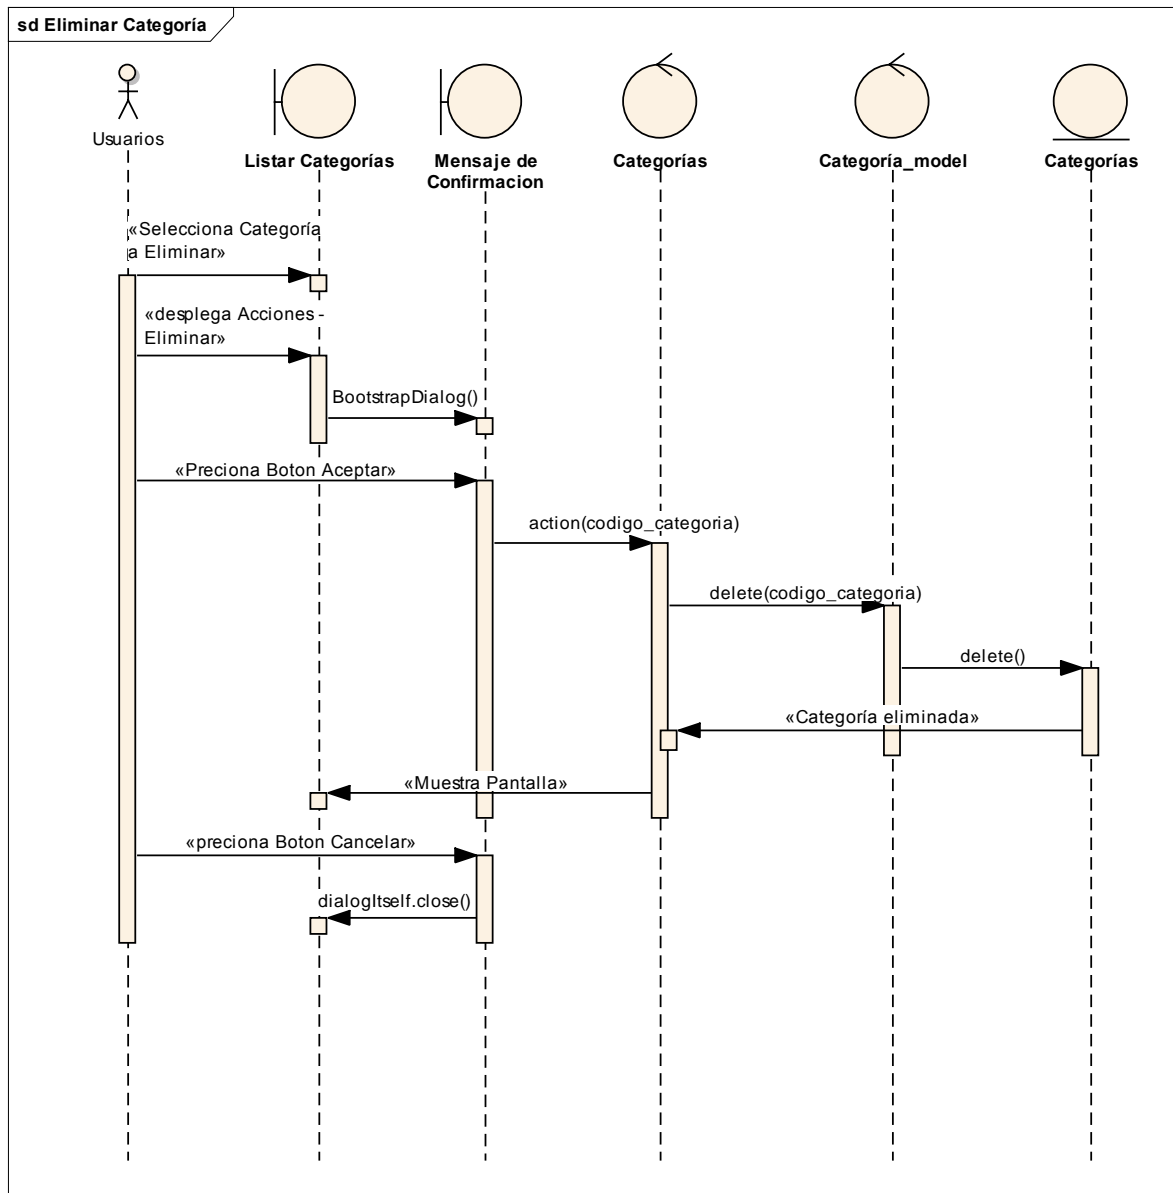 sd Eliminar Categoría
Usuarios
Listar Categorías
Mensaje de
Confirmacion
Categorías
Categoría_model
Categorías
«Selecciona Categoría
a Eliminar»
«desplega Acciones -
Eliminar»
BootstrapDialog()
«Preciona Boton Aceptar»
action(codigo_categoria)
delete(codigo_categoria)
delete()
«Categoría eliminada»
«Muestra Pantalla»
«preciona Boton Cancelar»
dialogItself.close()